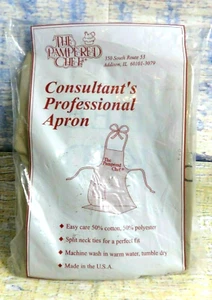 THE
PAMPERED
CHEF
150 South Route 53
Addison, IL 60101-3079
Consultant's
Professional
Apron
The
Pampered
Chef
Easy care 50% cotton, 50% polyester
Split neck ties for a perfect fit
Machine wash in warm water, tumble dry
Made in the U.S.A.